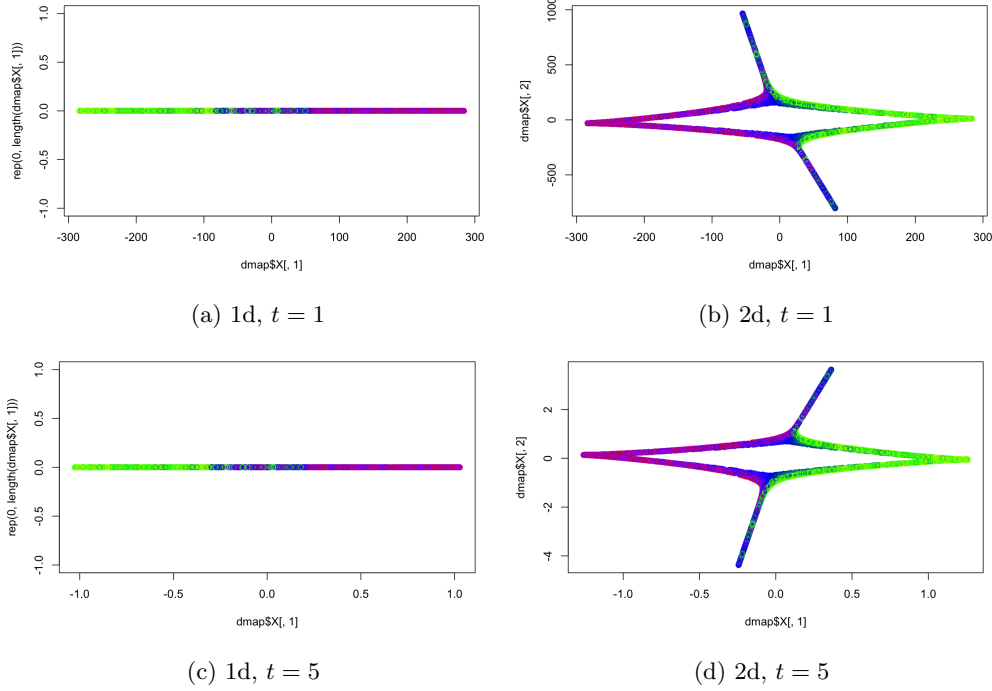 1.0
0.5
0.0
-0.5
-1.0
rep(0, length(dmap$X[, 1]))
-300 -200 -100 0 100 200 300
dmap$X[, 1]
(a) 1d, t = 1
1000
500
0
-500
dmap$X[, 2]
-300 -200 -100 0 100 200 300
dmap$X[, 1]
(b) 2d, t = 1
1.0
0.5
0.0
-0.5
-1.0
rep(0, length(dmap$X[, 1]))
-1.0 -0.5 0.0 0.5 1.0
dmap$X[, 1]
(c) 1d, t = 5
2
0
-2
-4
dmap$X[, 2]
-1.0 -0.5 0.0 0.5 1.0
dmap$X[, 1]
(d) 2d, t = 5